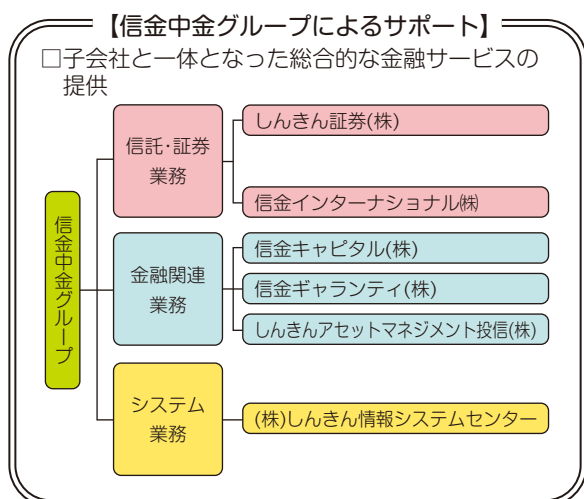 【信金中金グループによるサポート】
□子会社と一体となった総合的な金融サービスの
提供
信金中金グループ
信託・証券
業務
しんきん証券(株)
信金インターナショナル㈱
金融関連
業務
信金キャピタル(株)
信金ギャランティ(株)
しんきんアセットマネジメント投信(株)
システム
業務
(株)しんきん情報システムセンター